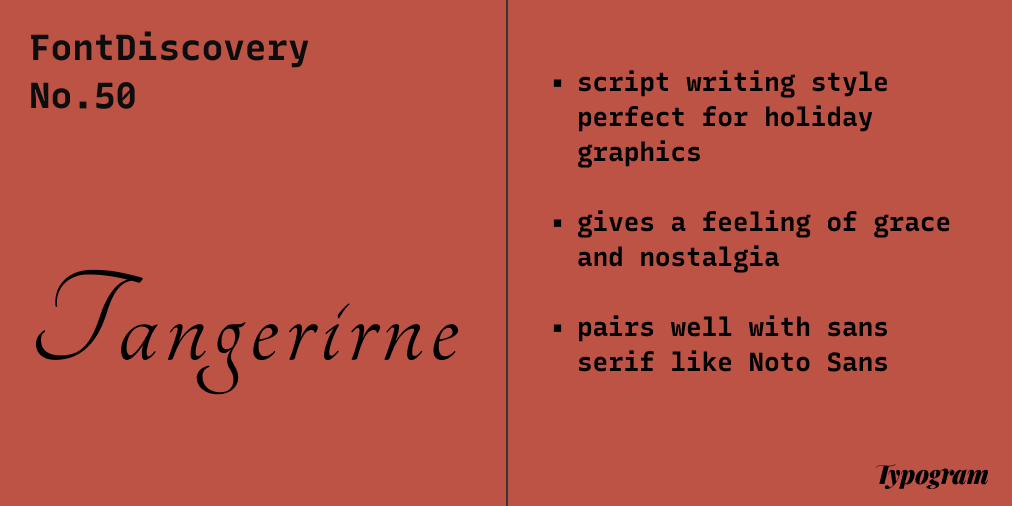 FontDiscovery
No.50
Tangerirne
▪ script writing style
perfect for holiday
graphics
▪ gives a feeling of grace
and nostalgia
▪ pairs well with sans
serif like Noto Sans
Typogram